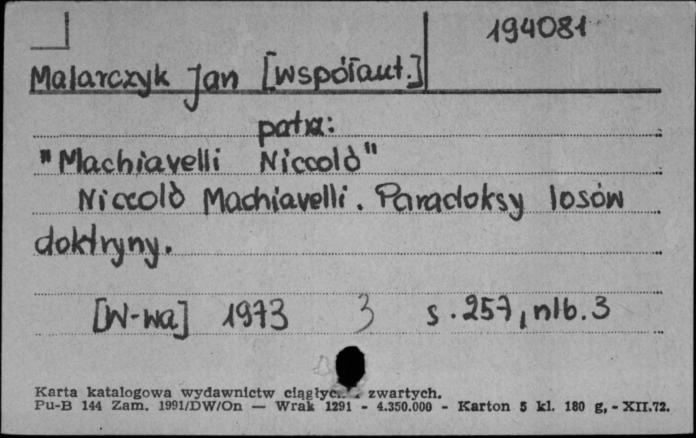 194081
Malarczyk Jan [współaut.]
patrz:
"Machiavelli Niccolò"
Niccolò Machiavelli. Paradoksy losów
doktryny.
[W-wa] 1973 3 s.257, nlb.3
Karta katalogowa wydawnictw zwartych.
Pu-B 144 Zam. 1991/DW/On — Wrak 1291 - 4.350.000 - Karton 5 kl. 180 g, - XII.72.